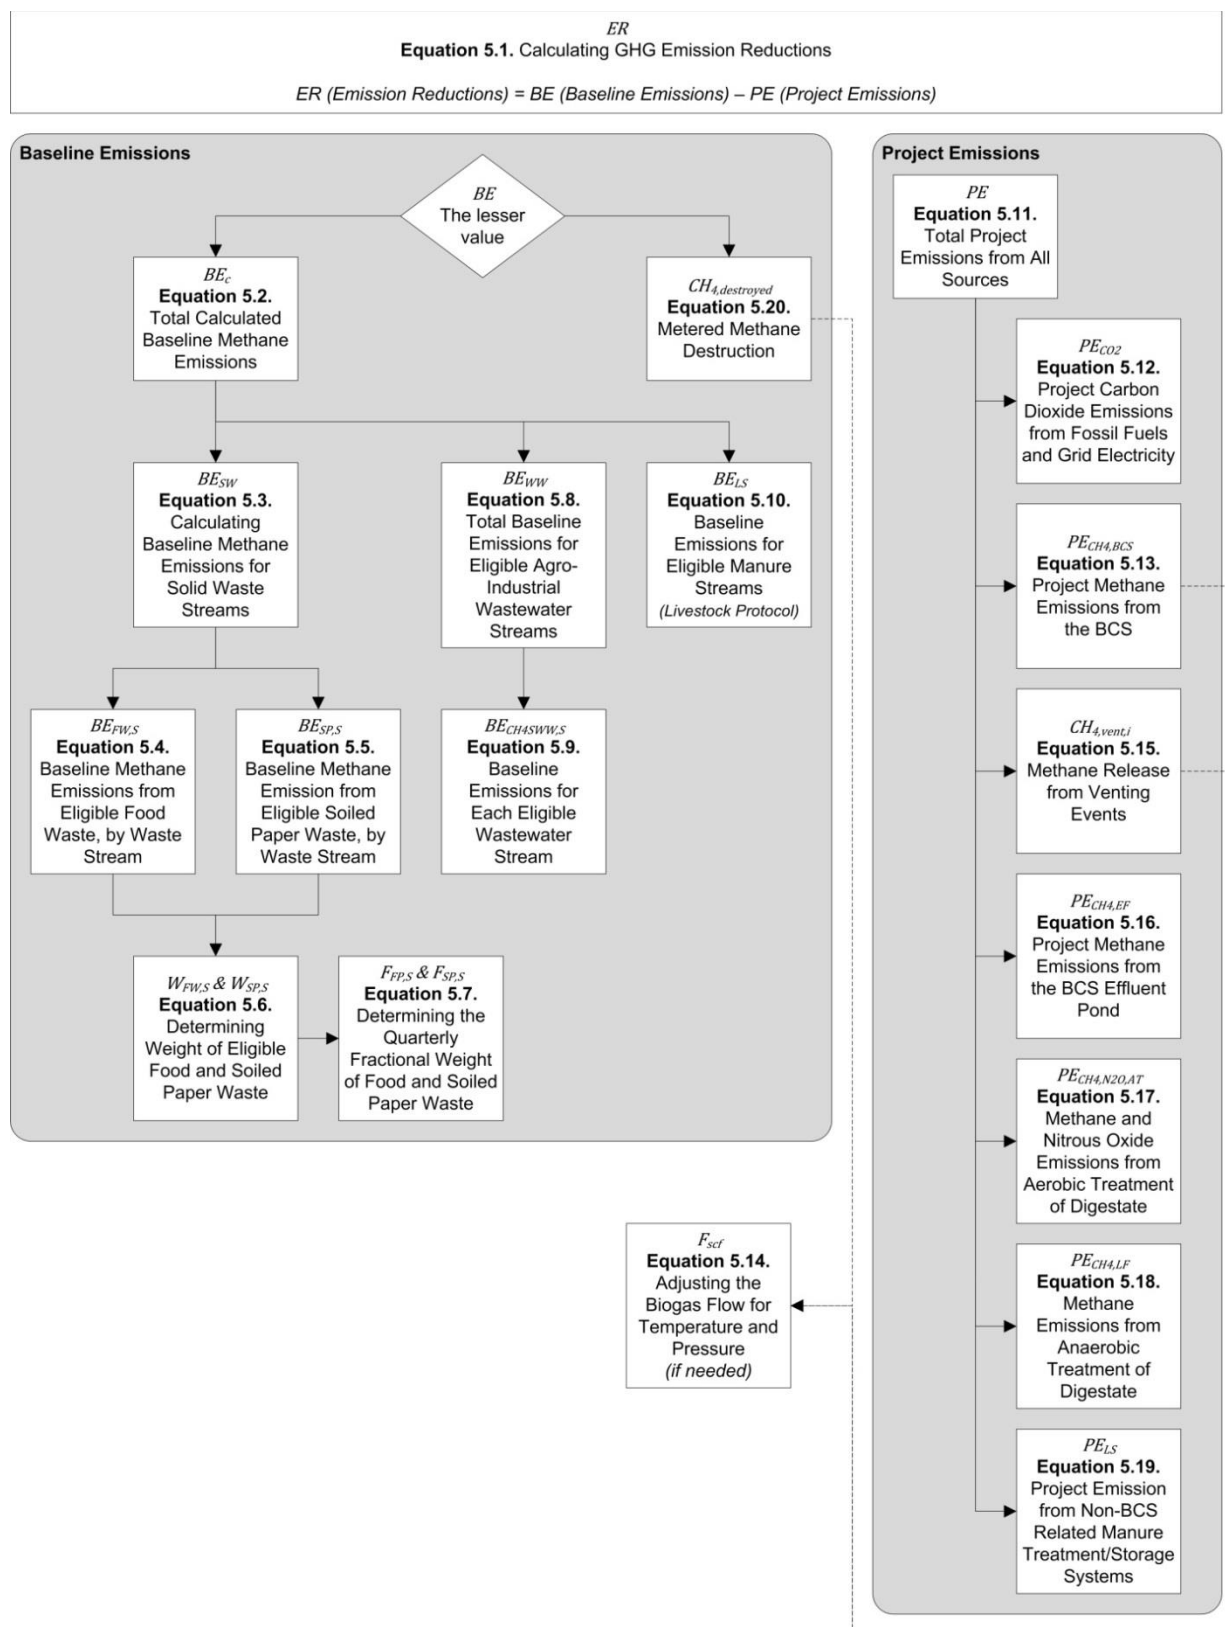 ER
Equation 5.1. Calculating GHG Emission Reductions
ER (Emission Reductions) = BE (Baseline Emissions) – PE (Project Emissions)
Baseline Emissions
BE
The lesser
value
BEc
Equation 5.2.
Total Calculated
Baseline Methane
Emissions
CH4,destroyed
Equation 5.20.
Metered Methane
Destruction
BESW
Equation 5.3.
Calculating
Baseline Methane
Emissions for
Solid Waste
Streams
BEWW
Equation 5.8.
Total Baseline
Emissions for
Eligible Agro-
Industrial
Wastewater
Streams
BELS
Equation 5.10.
Baseline
Emissions for
Eligible Manure
Streams
(Livestock Protocol)
BEFW,S
Equation 5.4.
Baseline Methane
Emissions from
Eligible Food
Waste, by Waste
Stream
BESP,S
Equation 5.5.
Baseline Methane
Emission from
Eligible Soiled
Paper Waste, by
Waste Stream
BECH4SWW,S
Equation 5.9.
Baseline
Emissions for
Each Eligible
Wastewater
Stream
WFW,S & WSP,S
Equation 5.6.
Determining
Weight of Eligible
Food and Soiled
Paper Waste
FFP,S & FSP,S
Equation 5.7.
Determining the
Quarterly
Fractional Weight
of Food and Soiled
Paper Waste
Fscf
Equation 5.14.
Adjusting the
Biogas Flow for
Temperature and
Pressure
(if needed)
Project Emissions
PE
Equation 5.11.
Total Project
Emissions from All
Sources
PECO2
Equation 5.12.
Project Carbon
Dioxide Emissions
from Fossil Fuels
and Grid Electricity
PECH4,BCS
Equation 5.13.
Project Methane
Emissions from
the BCS
CH4,vent,i
Equation 5.15.
Methane Release
from Venting
Events
PECH4,EF
Equation 5.16.
Project Methane
Emissions from
the BCS Effluent
Pond
PECH4,N2O,AT
Equation 5.17.
Methane and
Nitrous Oxide
Emissions from
Aerobic Treatment
of Digestate
PECH4,LF
Equation 5.18.
Methane
Emissions from
Anaerobic
Treatment of
Digestate
PELS
Equation 5.19.
Project Emission
from Non-BCS
Related Manure
Treatment/Storage
Systems